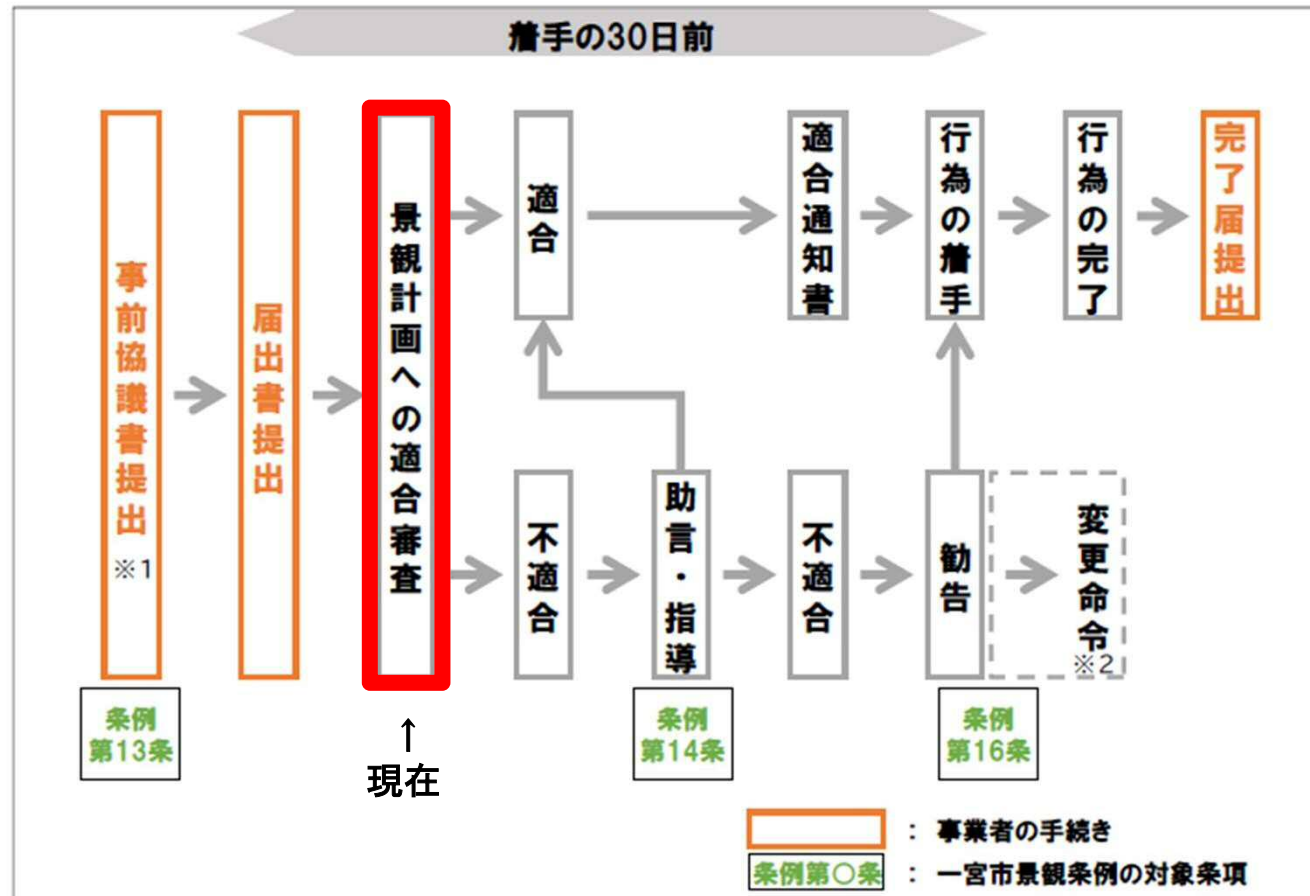 着手の30日前
事前協議書提出
※1
届出書提出
景観計画への適合審査
適合
適合通知書
行為の着手
行為の完了
完了届提出
不適合
助言・指導
不適合
勧告
変更命令
※2
条例
第13条
↑
現在
条例
第14条
条例
第16条
： 事業者の手続き
条例第○条 ： 一宮市景観条例の対象条項